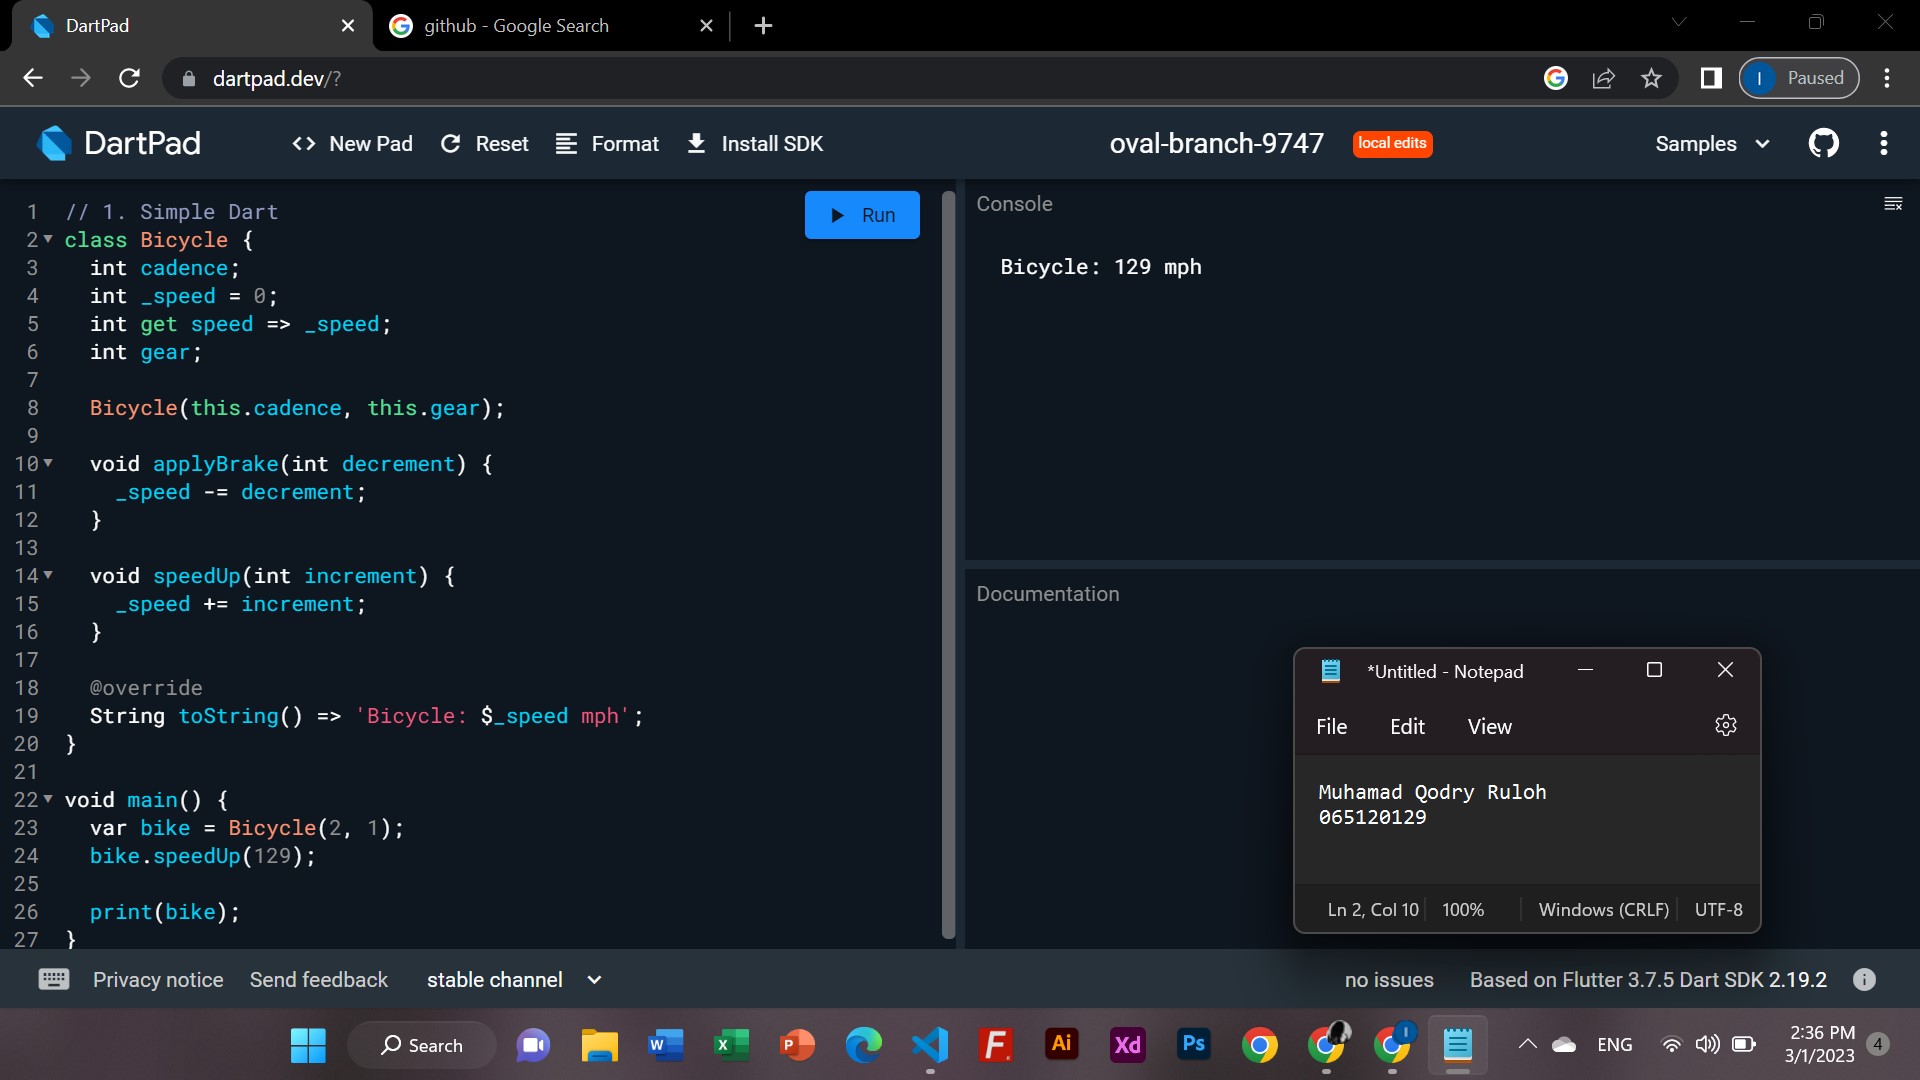 DartPad
github - Google Search
dartpad.dev/?
I Paused
DartPad
<> New Pad
Reset
Format
Install SDK
oval-branch-9747
local edits
Samples
1 // 1. Simple Dart
2 class Bicycle {
3 int cadence;
4 int _speed = 0;
5 int get speed => _speed;
6 int gear;
7
8 Bicycle(this.cadence, this.gear);
9
10 void applyBrake(int decrement) {
11 _speed -= decrement;
12 }
13
14 void speedUp(int increment) {
15 _speed += increment;
16 }
17
18 @override
19 String toString() => 'Bicycle: $_speed mph';
20 }
21
22 void main() {
23 var bike = Bicycle(2, 1);
24 bike.speedUp(129);
25
26 print(bike);
27 }
Run
Console
Bicycle: 129 mph
Documentation
*Untitled - Notepad
File Edit View
Muhamad Qodry Ruloh
065120129
Ln 2, Col 10 100% Windows (CRLF) UTF-8
Privacy notice Send feedback stable channel
no issues Based on Flutter 3.7.5 Dart SDK 2.19.2
Search
W
X
P
F
Ai
Xd
Ps
I
ENG
2:36 PM
3/1/2023
4